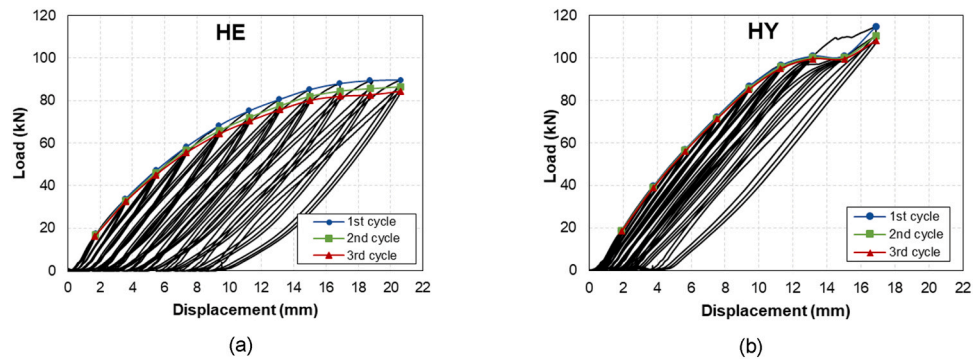 HE
Load (kN)
120
100
80
60
40
20
0
1st cycle
2nd cycle
3rd cycle
0 2 4 6 8 10 12 14 16 18 20 22
Displacement (mm)
(a)
HY
Load (kN)
120
100
80
60
40
20
0
1st cycle
2nd cycle
3rd cycle
0 2 4 6 8 10 12 14 16 18 20 22
Displacement (mm)
(b)